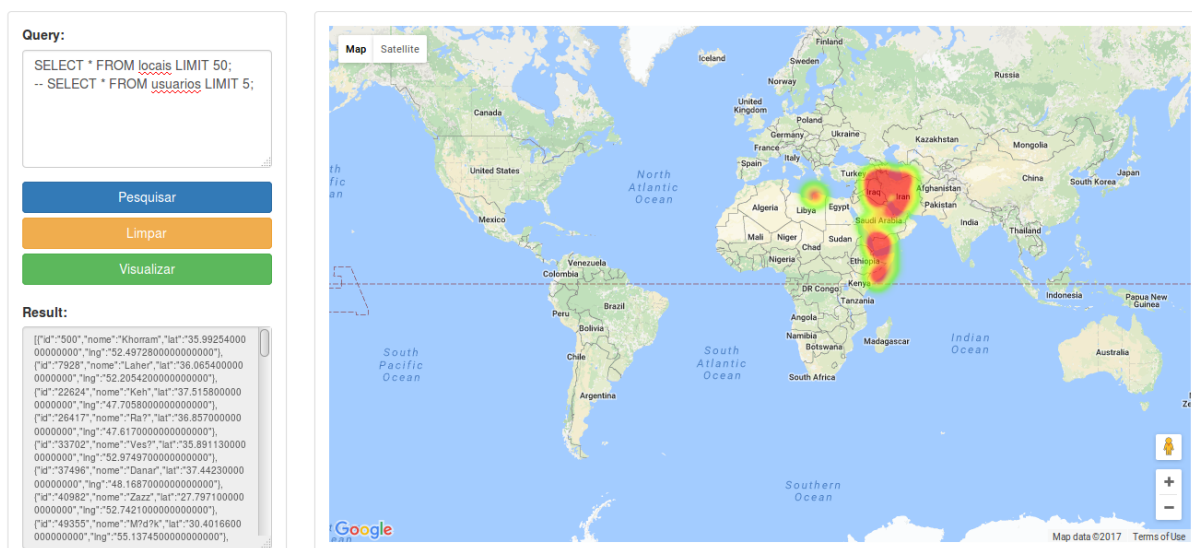 Query:
SELECT * FROM locais LIMIT 50;
-- SELECT * FROM usuarios LIMIT 5;
Pesquisar
Limpar
Visualizar
Result:
[{"id":"500","nome":"Khorram","lat":"35.99254000
00000000","lng":"52.4972800000000000"},
{"id":"7928","nome":"Laher","lat":"36.065400000
0000000","lng":"52.2054200000000000"},
{"id":"22624","nome":"Keh","lat":"37.515800000
0000000","lng":"47.7058000000000000"},
{"id":"26417","nome":"Ra?","lat":"36.857000000
0000000","lng":"47.6170000000000000"},
{"id":"33702","nome":"Ves?","lat":"35.891130000
0000000","lng":"52.9749700000000000"},
{"id":"37496","nome":"Danar","lat":"37.44230000
00000000","lng":"48.1687000000000000"},
{"id":"40982","nome":"Zazz","lat":"27.797100000
0000000","lng":"52.7421000000000000"},
{"id":"49355","nome":"M?d?k","lat":"30.4016600
000000000","lng":"55.1374500000000000"},
Map
Satellite
Finland
Iceland
Sweden
Russia
Norway
Canada
United
Kingdom
Poland
Germany
Ukraine
Kazakhstan
Mongolia
France
Italy
Spain
Turkey
United States
North
Atlantic
Ocean
China
South Korea
Japan
Iraq
Iran
Afghanistan
Pakistan
Algeria
Libya
Egypt
Saudi Arabia
India
Thailand
Mexico
Mali
Niger
Chad
Sudan
Nigeria
Ethiopia
Venezuela
Colombia
DR Congo
Kenya
Tanzania
Indonesia
Papua New
Guinea
Brazil
Peru
Bolivia
Angola
Namibia
Botswana
Madagascar
Indian
Ocean
Australia
South
Pacific
Ocean
Chile
South
Atlantic
Ocean
South Africa
Argentina
Southern
Ocean
Google
Map data ©2017
Terms of Use